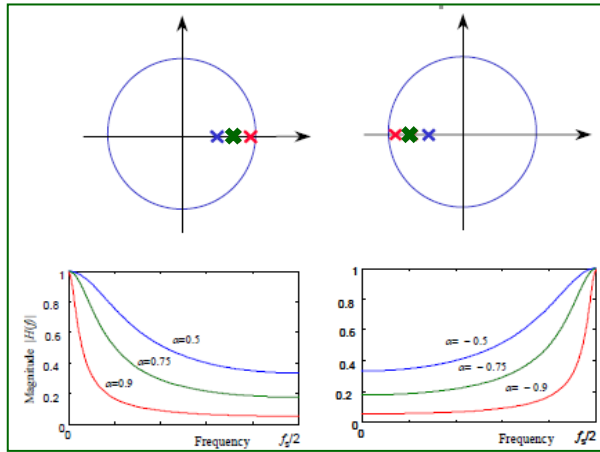 1
0.8
0.6
0.4
0.2
0
Magnitude |H(f)|
α=0.5
α=0.75
α=0.9
0
Frequency
fs/2
1
0.8
0.6
0.4
0.2
0
α= − 0.5
α= − 0.75
α= − 0.9
0
Frequency
fs/2